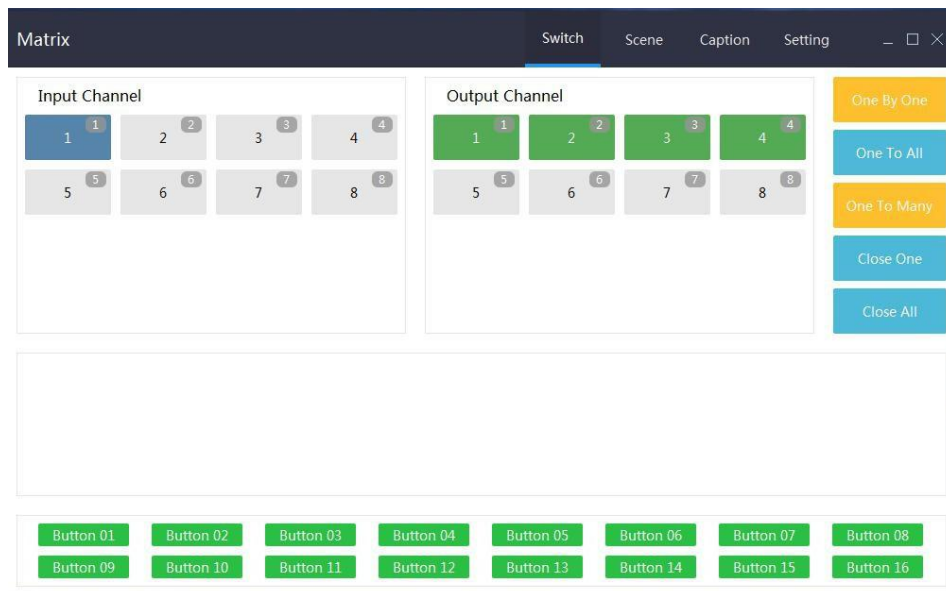 Matrix Switch Scene Caption Setting
Input Channel
1 1 2 2 3 3 4 4
5 5 6 6 7 7 8 8
Output Channel
1 1 2 2 3 3 4 4
5 5 6 6 7 7 8 8
One By One
One To All
One To Many
Close One
Close All
Button 01 Button 02 Button 03 Button 04 Button 05 Button 06 Button 07 Button 08
Button 09 Button 10 Button 11 Button 12 Button 13 Button 14 Button 15 Button 16